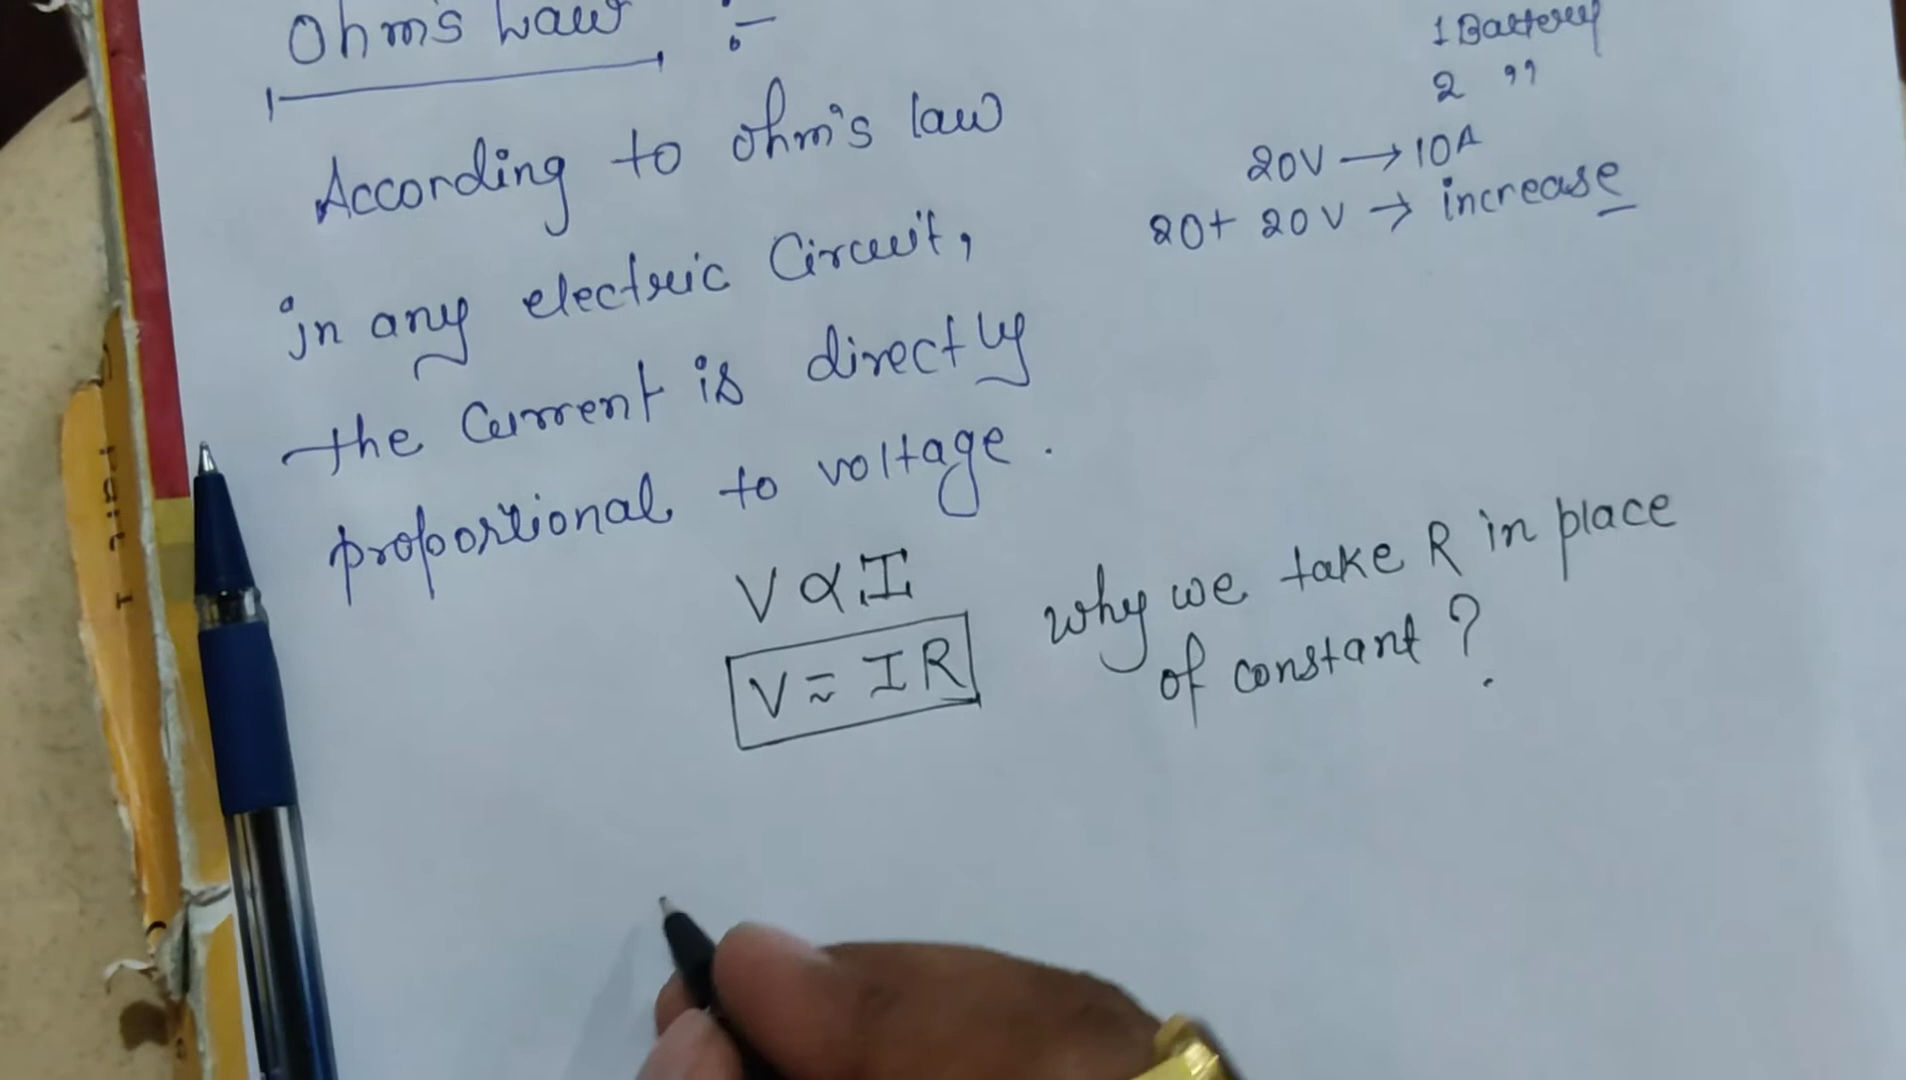 Ohm's Law :-
1 Battery
2 "
According to ohm's law
20V → 10A
20+ 20V → increase
in any electric Circuit,
the Current is directly
proportional to voltage.
V ∝ I
V = IR
why we take R in place
of constant ?